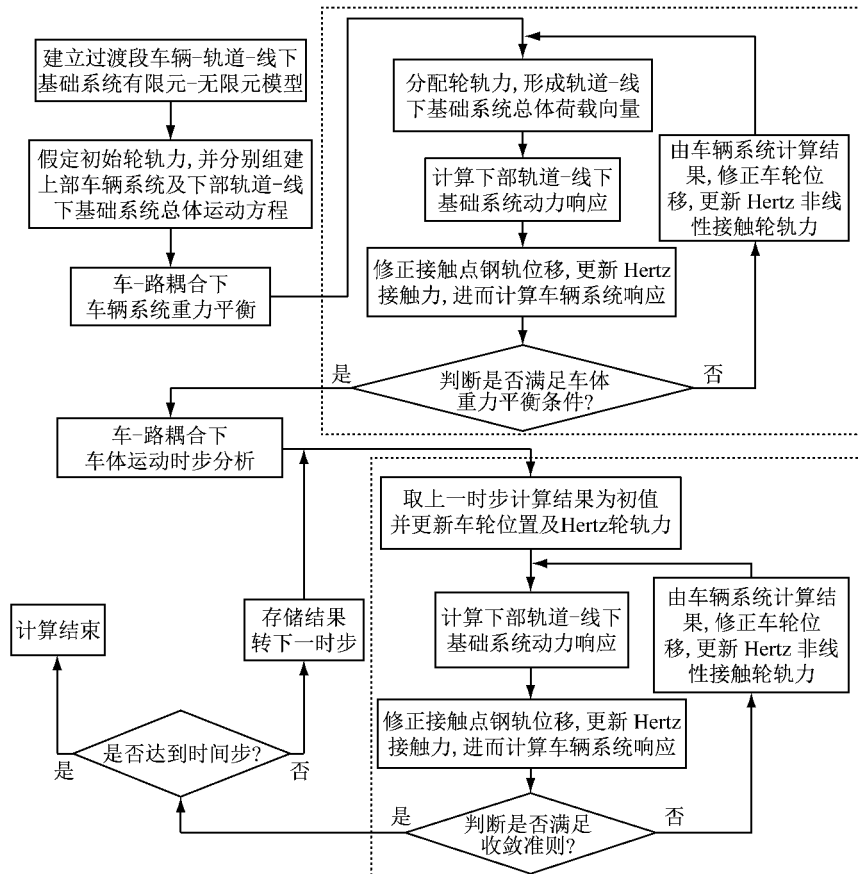 建立过渡段车辆-轨道-线下
基础系统有限元-无限元模型
假定初始轮轨力,并分别组建
上部车辆系统及下部轨道-线
下基础系统总体运动方程
车-路耦合下
车辆系统重力平衡
分配轮轨力,形成轨道-线
下基础系统总体荷载向量
计算下部轨道-线下
基础系统动力响应
修正接触点钢轨位移,更新 Hertz
接触力,进而计算车辆系统响应
判断是否满足车体
重力平衡条件?
是
否
由车辆系统计算结
果,修正车轮位
移,更新 Hertz 非线
性接触轮轨力
车-路耦合下
车体运动时步分析
取上一时步计算结果为初值
并更新车轮位置及Hertz轮轨力
计算下部轨道-线下
基础系统动力响应
修正接触点钢轨位移,更新 Hertz
接触力,进而计算车辆系统响应
判断是否满足
收敛准则?
是
否
由车辆系统计算结
果,修正车轮位
移,更新 Hertz 非线
性接触轮轨力
是否达到时间步?
是
否
存储结果
转下一时步
计算结束